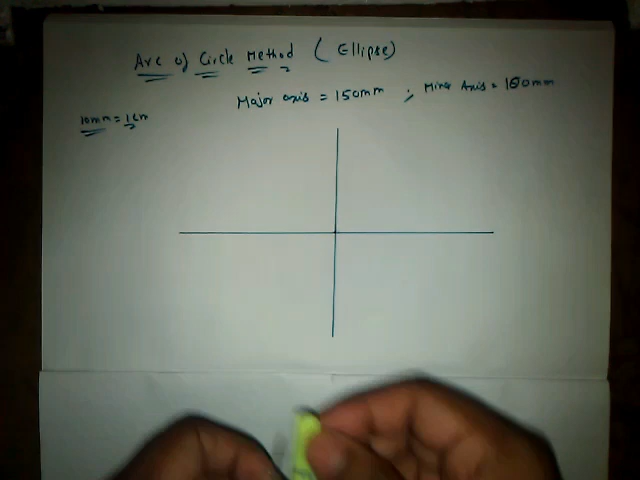 Arc of Circle Method ( Ellipse)
Major axis = 150mm ; Minor Axis = 100mm
10mm = 1cm